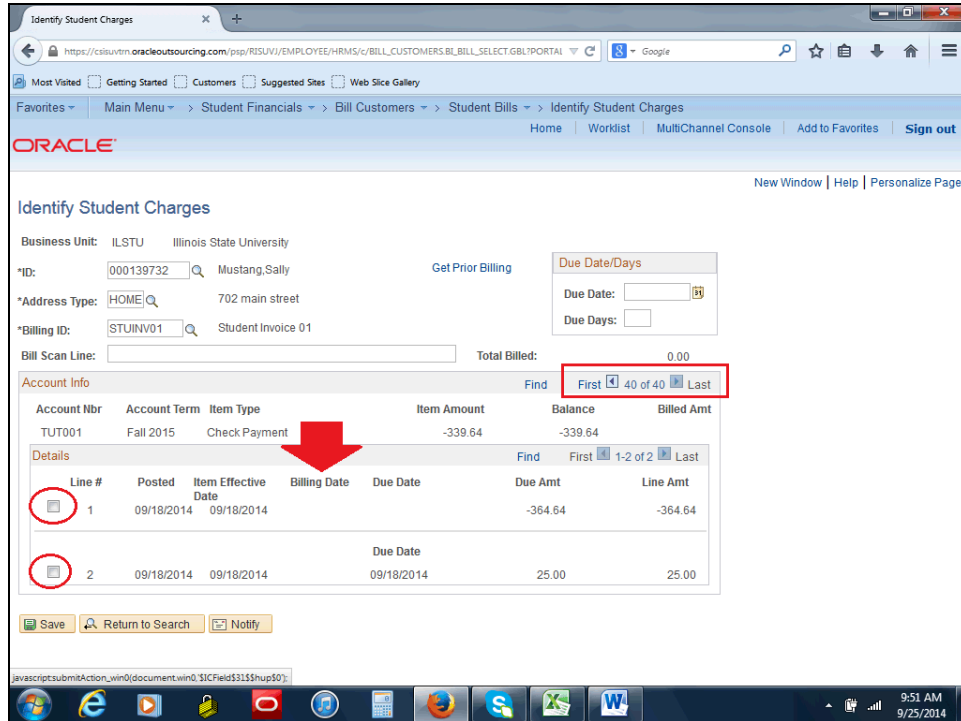 Identify Student Charges
https://csisuvtm.oracleoutsourcing.com/psp/RISUVJ/EMPLOYEE/HRMS/c/BILL_CUSTOMERS.BI_BILL_SELECT.GBL?PORTAL
8 - Google
Most Visited Getting Started Customers Suggested Sites Web Slice Gallery
Favorites Main Menu > Student Financials > Bill Customers > Student Bills > Identify Student Charges
Home Worklist MultiChannel Console Add to Favorites Sign out
ORACLE
New Window | Help | Personalize Page
Identify Student Charges
Business Unit: ILSTU Illinois State University
*ID: 000139732 Mustang,Sally Get Prior Billing Due Date/Days
*Address Type: HOME 702 main street Due Date: 31
*Billing ID: STUINV01 Student Invoice 01 Due Days:
Bill Scan Line: Total Billed: 0.00
Account Info Find First 40 of 40 Last
Account Nbr Account Term Item Type Item Amount Balance Billed Amt
TUT001 Fall 2015 Check Payment -339.64 -339.64
Details Find First 1-2 of 2 Last
Line # Posted Item Effective Date Billing Date Due Date Due Amt Line Amt
1 09/18/2014 09/18/2014 -364.64 -364.64
Due Date
2 09/18/2014 09/18/2014 09/18/2014 25.00 25.00
Save Return to Search Notify
javascript:submitAction_win0(document.win0,'$ICField$31$$hup$0');
9:51 AM
9/25/2014